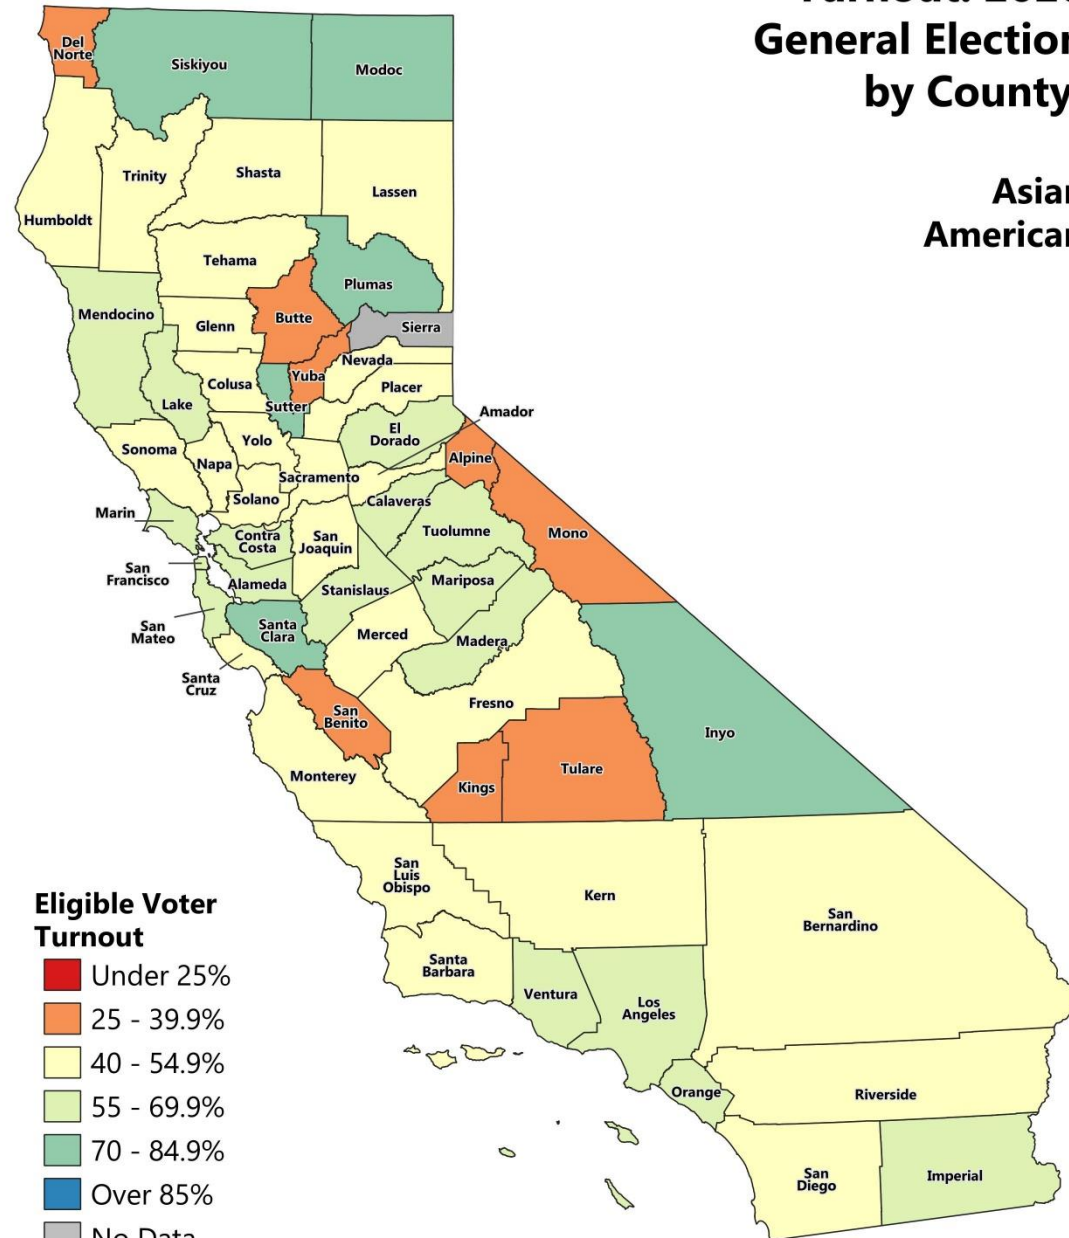 General Election
by County
Asian
American
Del
Norte
Siskiyou
Modoc
Trinity
Shasta
Lassen
Humboldt
Tehama
Plumas
Mendocino
Glenn
Butte
Sierra
Nevada
Colusa
Yuba
Placer
Lake
Sutter
Amador
El
Dorado
Sonoma
Yolo
Napa
Alpine
Sacramento
Solano
Calaveras
Marin
Contra
Costa
San
Joaquin
Tuolumne
Mono
San
Francisco
Alameda
Stanislaus
Mariposa
San
Mateo
Santa
Clara
Merced
Madera
Santa
Cruz
San
Benito
Fresno
Inyo
Monterey
Kings
Tulare
San
Luis
Obispo
Kern
San
Bernardino
Santa
Barbara
Ventura
Los
Angeles
Orange
Riverside
San
Diego
Imperial
Eligible Voter
Turnout
Under 25%
25 - 39.9%
40 - 54.9%
55 - 69.9%
70 - 84.9%
Over 85%
No Data